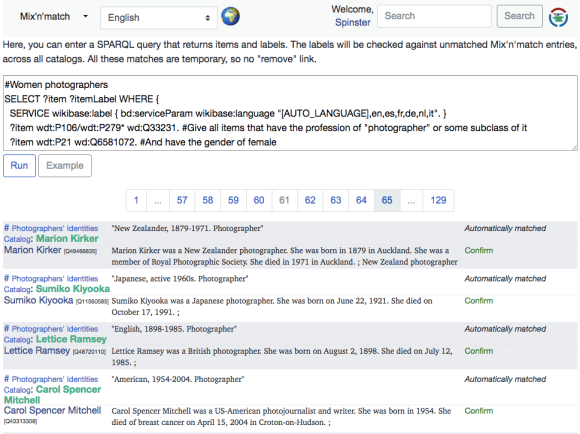 Mix'n'match
English
Welcome, Spinster
Search
Search
Here, you can enter a SPARQL query that returns items and labels. The labels will be checked against unmatched Mix'n'match entries,
across all catalogs. All these matches are temporary, so no "remove" link.
#Women photographers
SELECT ?item ?itemLabel WHERE {
SERVICE wikibase:label { bd:serviceParam wikibase:language "[AUTO_LANGUAGE],en,es,fr,de,nl,it". }
?item wdt:P106/wdt:P279* wd:Q33231. #Give all items that have the profession of "photographer" or some subclass of it
?item wdt:P21 wd:Q6581072. #And have the gender of female
Run
Example
1 ... 57 58 59 60 61 62 63 64 65 ... 129
# Photographers' Identities "New Zealander, 1879-1971. Photographer" Automatically matched
Catalog: Marion Kirker
Marion Kirker [Q49466635] Marion Kirker was a New Zealander photographer. She was born in 1879 in Auckland. She was a Confirm
member of Royal Photographic Society. She died in 1971 in Auckland. ; New Zealand photographer
# Photographers' Identities "Japanese, active 1960s. Photographer" Automatically matched
Catalog: Sumiko Kiyooka
Sumiko Kiyooka [Q11560585] Sumiko Kiyooka was a Japanese photographer. She was born on June 22, 1921. She died on Confirm
October 17, 1991. ;
# Photographers' Identities "English, 1898-1985. Photographer" Automatically matched
Catalog: Lettice Ramsey
Lettice Ramsey [Q48720110] Lettice Ramsey was a British photographer. She was born on August 2, 1898. She died on July 12, Confirm
1985. ;
# Photographers' Identities "American, 1954-2004. Photographer" Automatically matched
Catalog: Carol Spencer
Mitchell
Carol Spencer Mitchell Carol Spencer Mitchell was a US-American photojournalist and writer. She was born in 1954. She Confirm
[Q43313308] died of breast cancer on April 15, 2004 in Croton-on-Hudson. ;